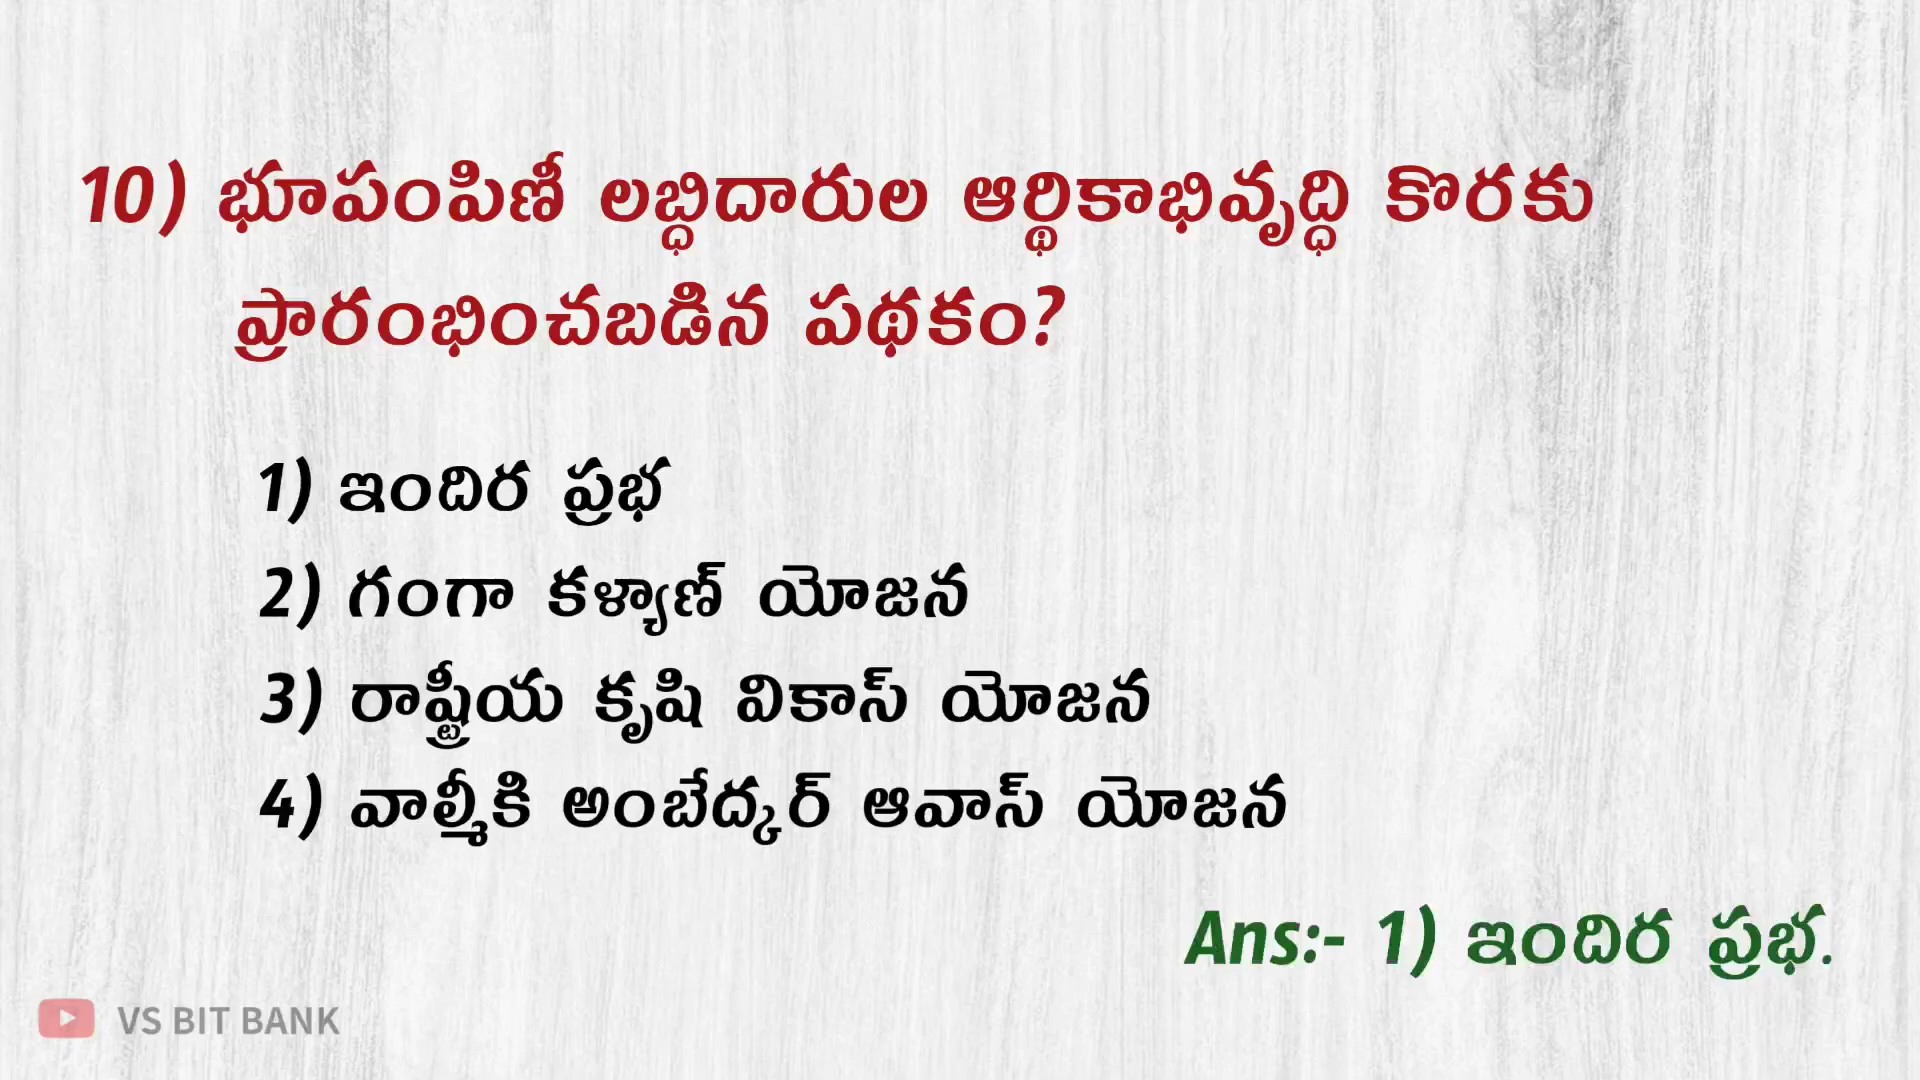 10) భూపంపిణీ లబ్ధిదారుల ఆర్థికాభివృద్ధి కొరకు
ప్రారంభించబడిన పథకం?
1) ఇందిర ప్రభ
2) గంగా కళ్యాణ్ యోజన
3) రాష్ట్రీయ కృషి వికాస్ యోజన
4) వాల్మీకి అంబేద్కర్ ఆవాస్ యోజన
Ans:- 1) ఇందిర ప్రభ.
VS BIT BANK